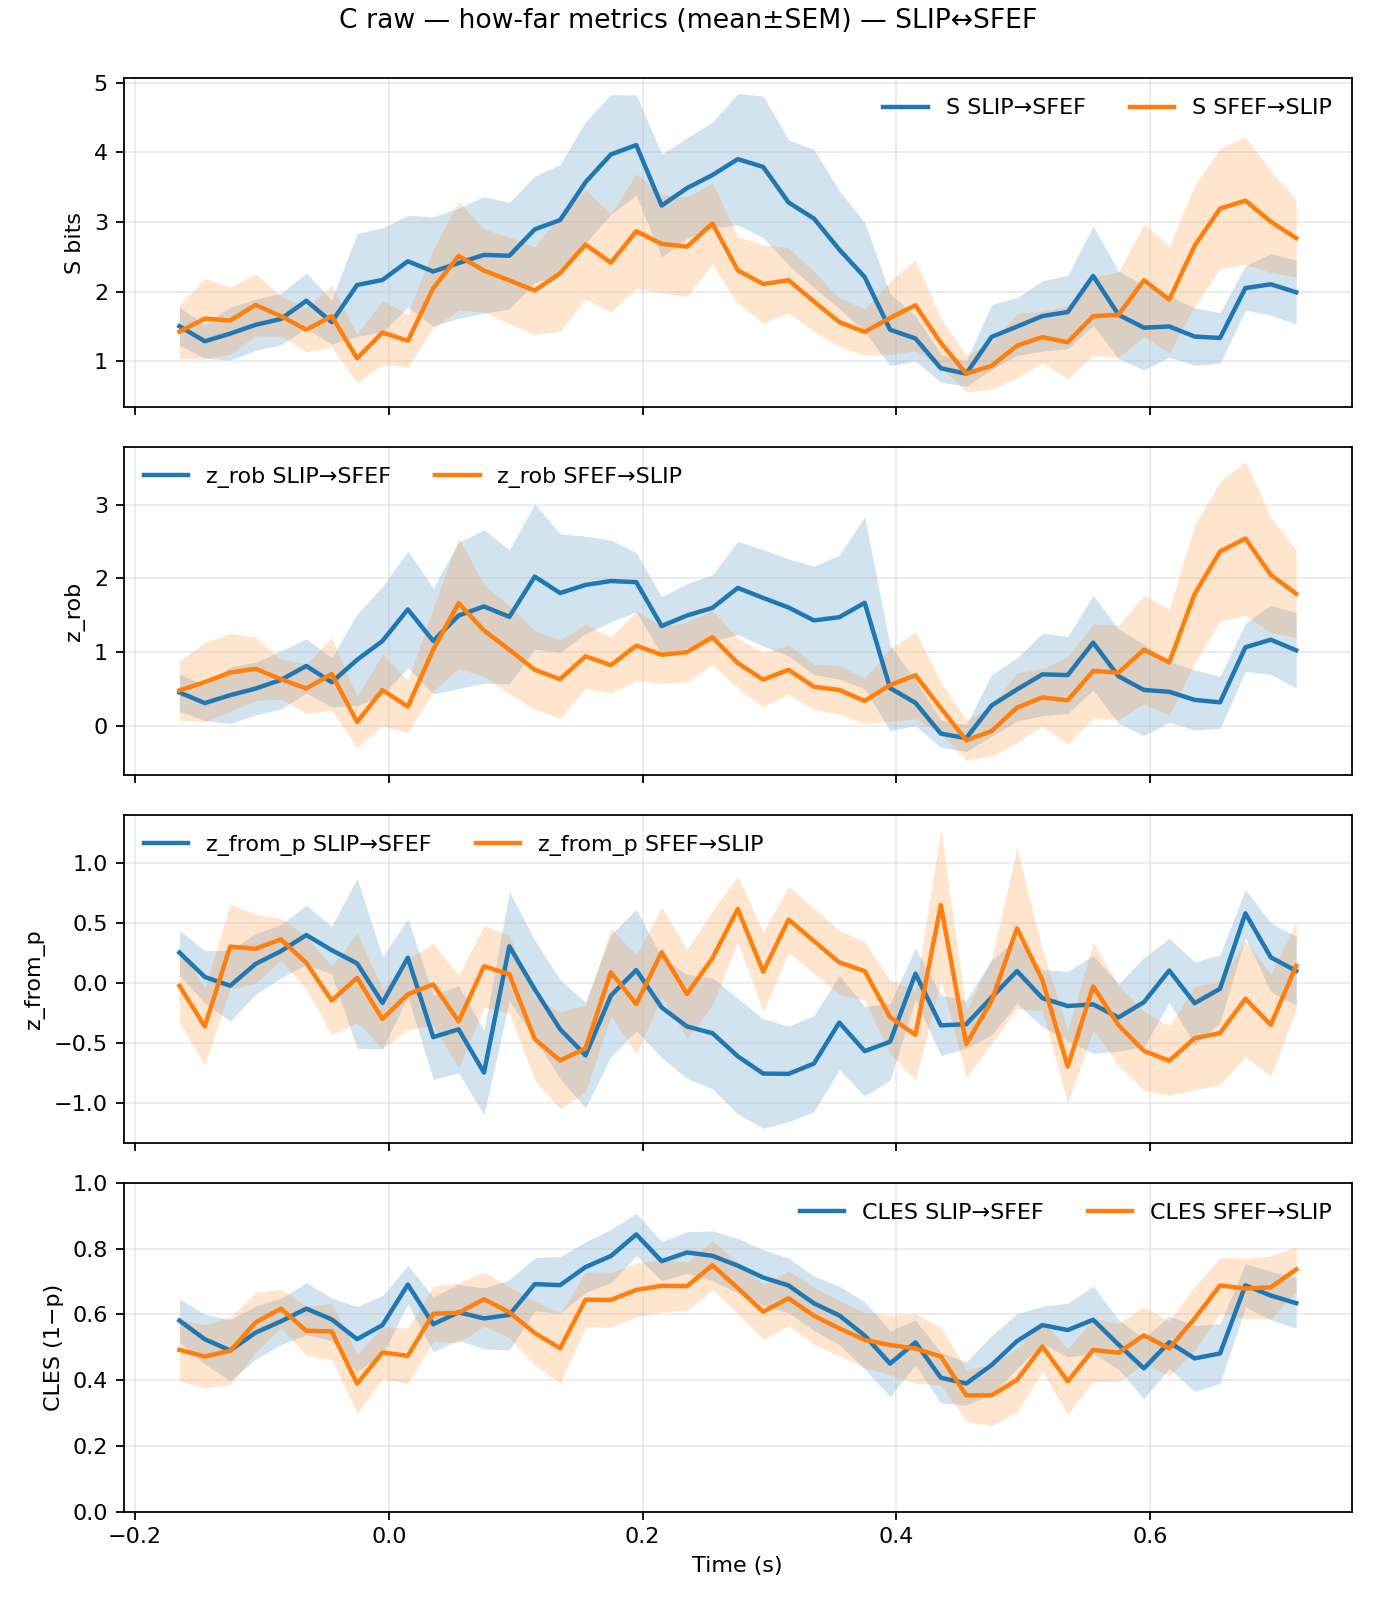 C raw — how-far metrics (mean±SEM) — SLIP↔SFEF
S SLIP→SFEF S SFEF→SLIP
5
4
3
2
1
S bits
z_rob SLIP→SFEF z_rob SFEF→SLIP
3
2
1
0
z_rob
z_from_p SLIP→SFEF z_from_p SFEF→SLIP
1.0
0.5
0.0
−0.5
−1.0
z_from_p
CLES SLIP→SFEF CLES SFEF→SLIP
1.0
0.8
0.6
0.4
0.2
0.0
CLES (1−p)
−0.2 0.0 0.2 0.4 0.6
Time (s)